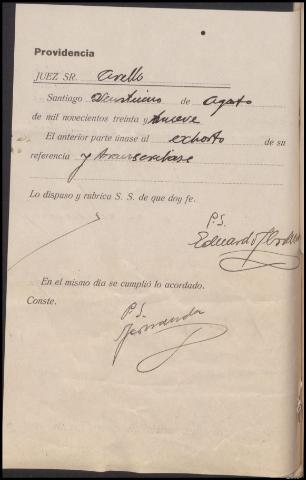 Providencia
JUEZ SR. Arello
Santiago Veintiuno de Agosto
de mil novecientos treinta y nueve
El anterior parte únase al exhorto de su
referencia y transcríbase
Lo dispuso y rubrica S. S. de que doy fe.
P.S.
Eduardo
En el mismo día se cumplió lo acordado.
Conste.
P.S.